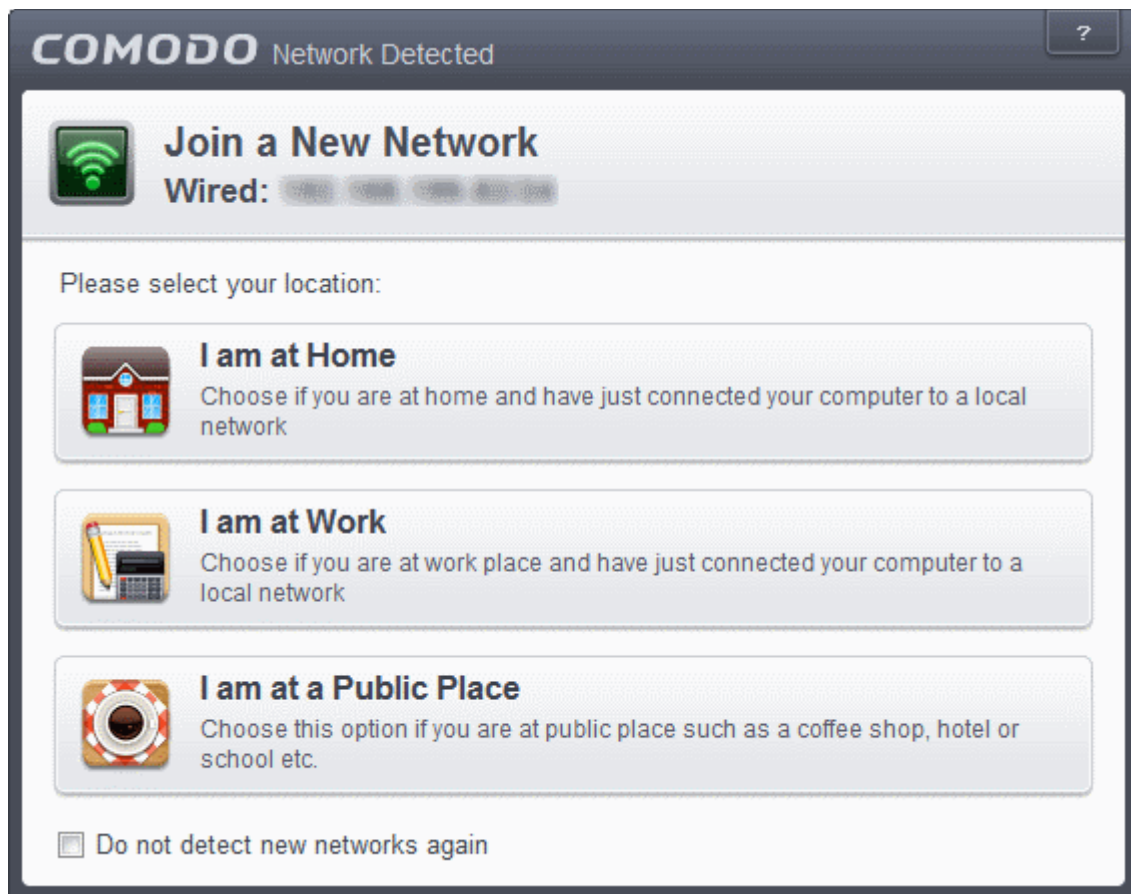 COMODO Network Detected
?
Join a New Network
Wired:
Please select your location:
I am at Home
Choose if you are at home and have just connected your computer to a local
network
I am at Work
Choose if you are at work place and have just connected your computer to a
local network
I am at a Public Place
Choose this option if you are at public place such as a coffee shop, hotel or
school etc.
Do not detect new networks again